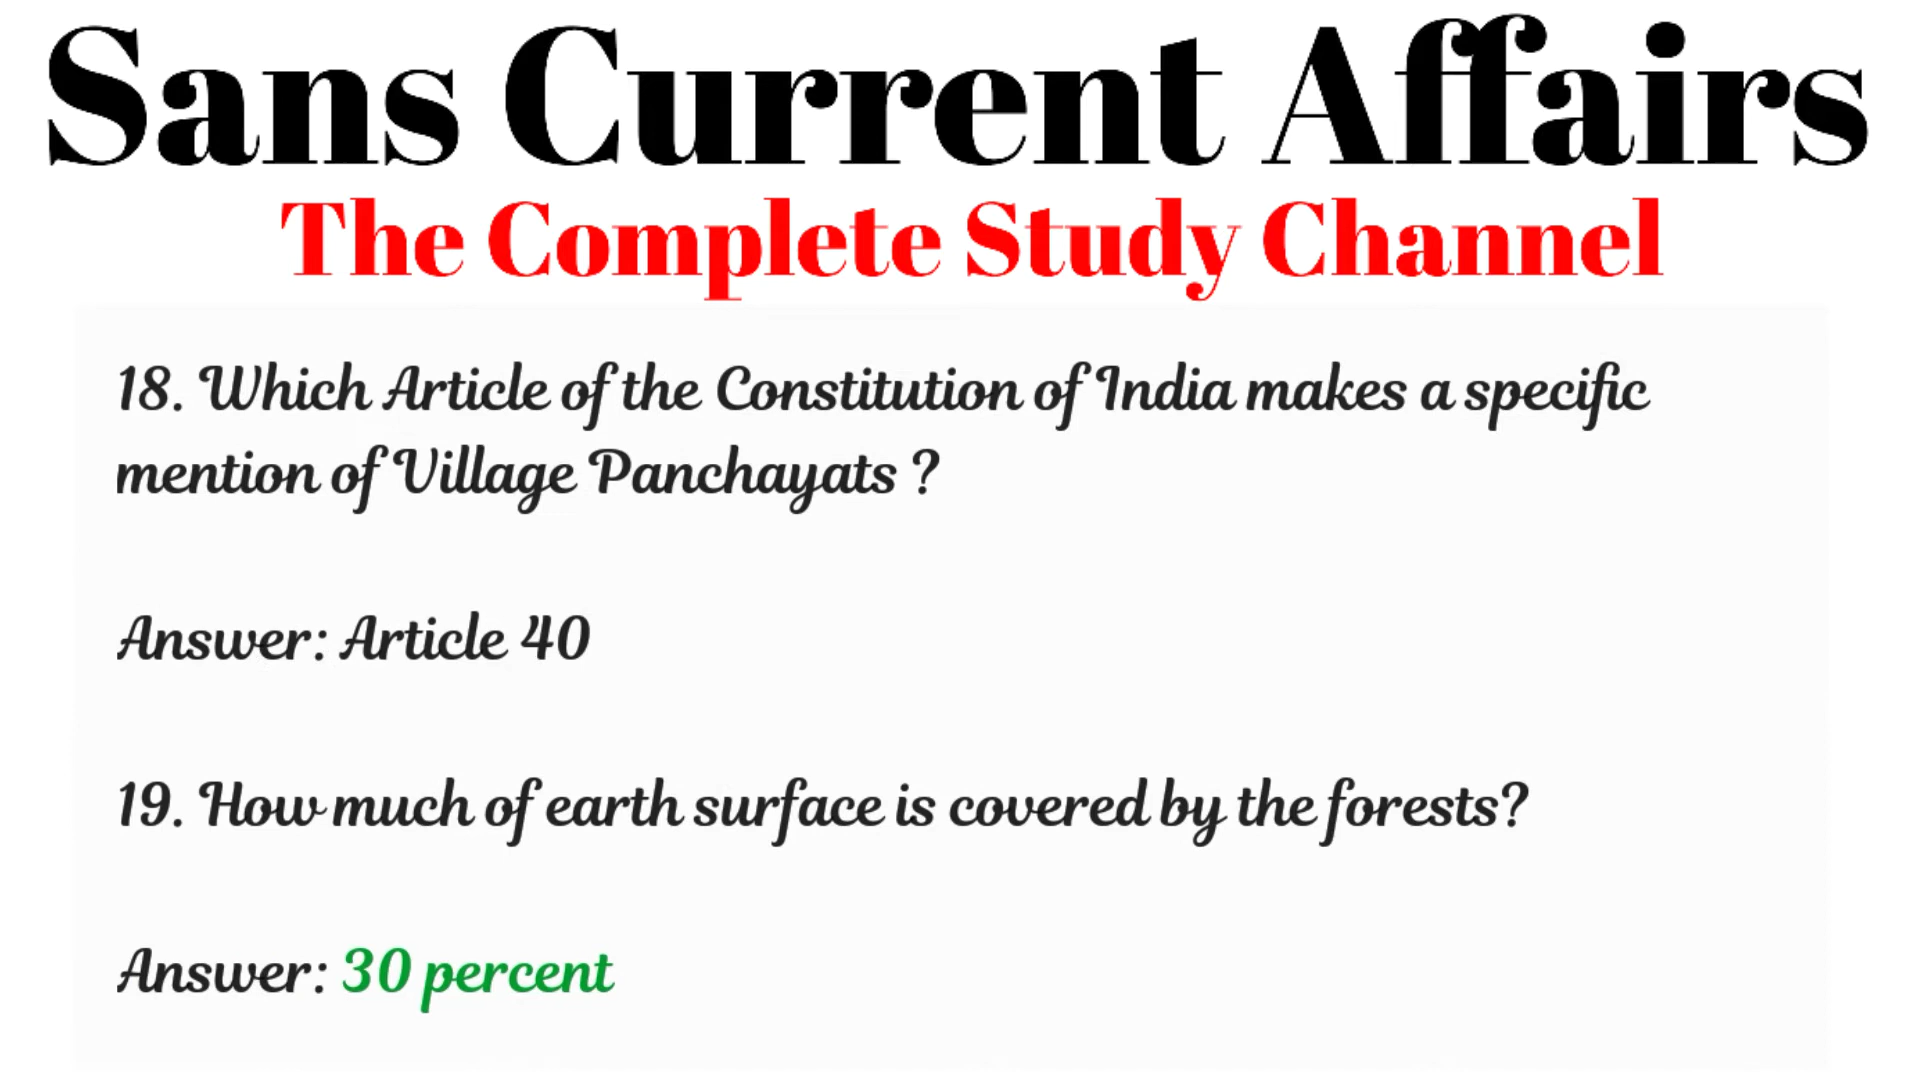 Sans Current Affairs
The Complete Study Channel
18. Which Article of the Constitution of India makes a specific
mention of Village Panchayats ?
Answer: Article 40
19. How much of earth surface is covered by the forests?
Answer: 30 percent